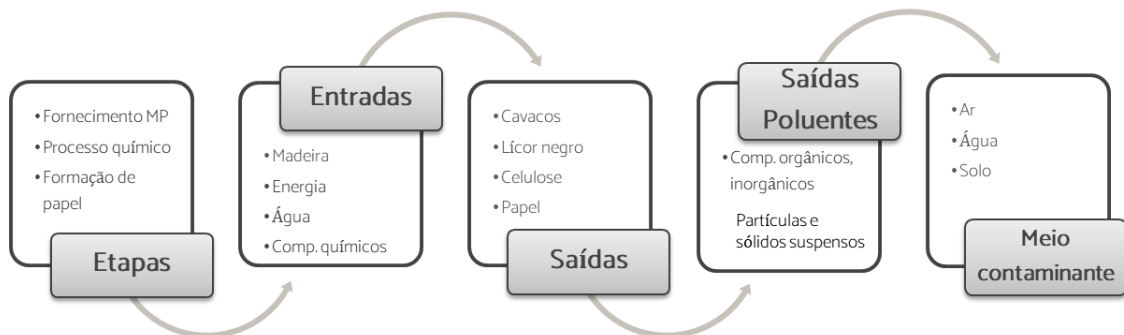 • Fornecimento MP
• Processo químico
• Formação de
papel
Etapas
Entradas
• Madeira
• Energia
• Água
• Comp. químicos
• Cavacos
• Lícor negro
• Celulose
• Papel
Saídas
Saídas
Poluentes
• Comp. orgânicos,
inorgânicos
Partículas e
sólidos suspensos
• Ar
• Água
• Solo
Meio
contaminante